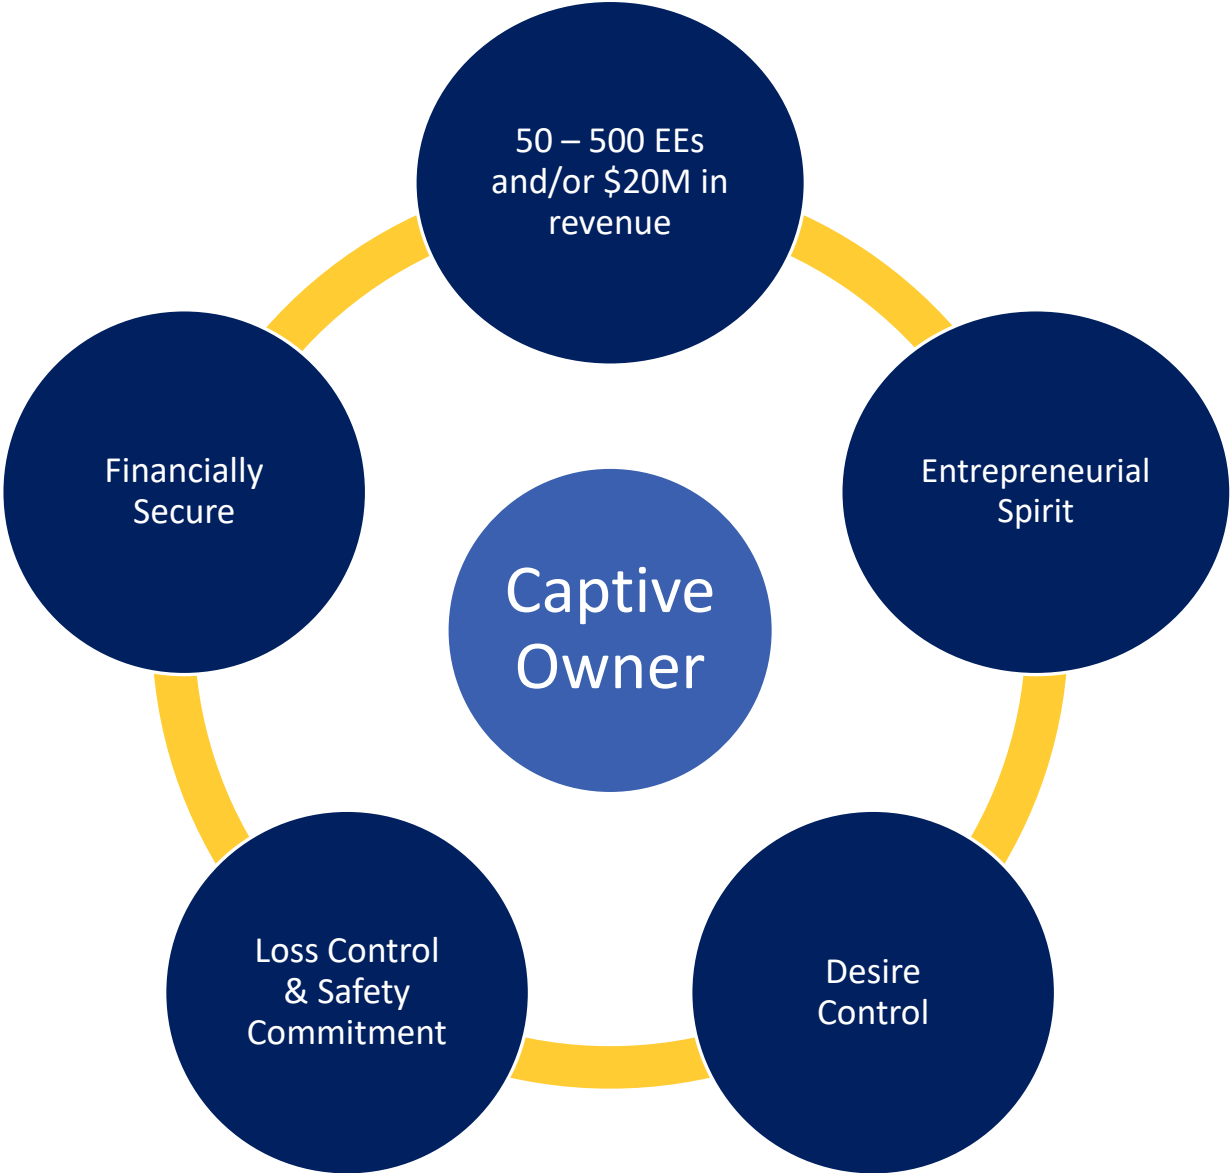 50 – 500 EEs
and/or $20M in
revenue
Entrepreneurial
Spirit
Desire
Control
Loss Control
& Safety
Commitment
Financially
Secure
Captive
Owner